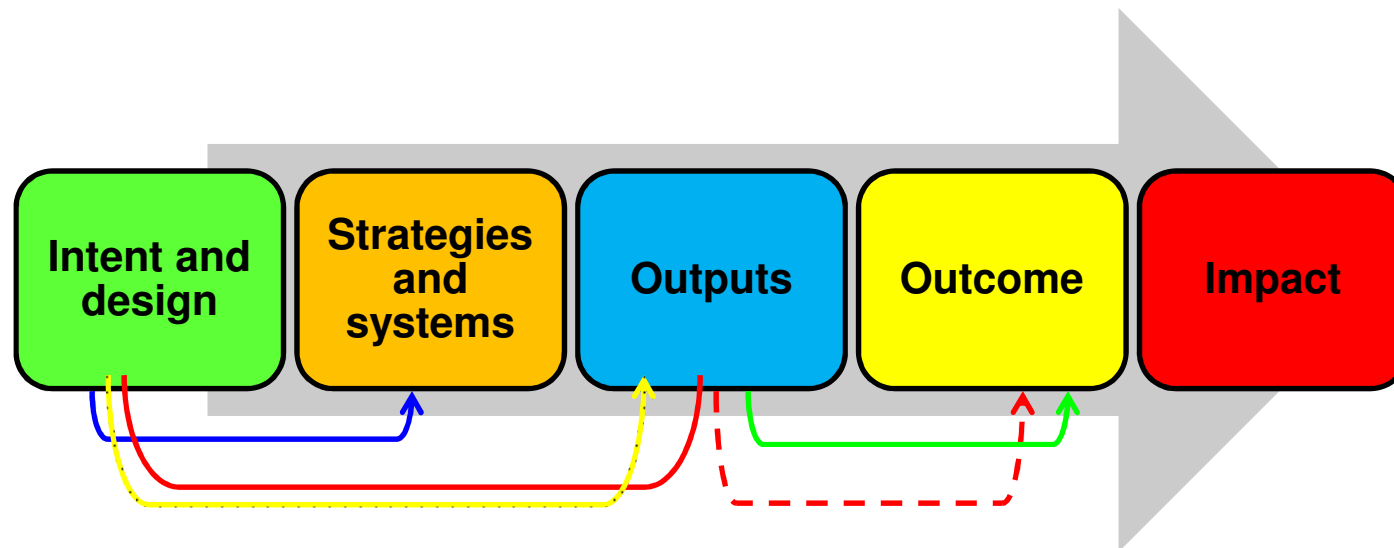 Intent and
design
Strategies
and
systems
Outputs
Outcome
Impact